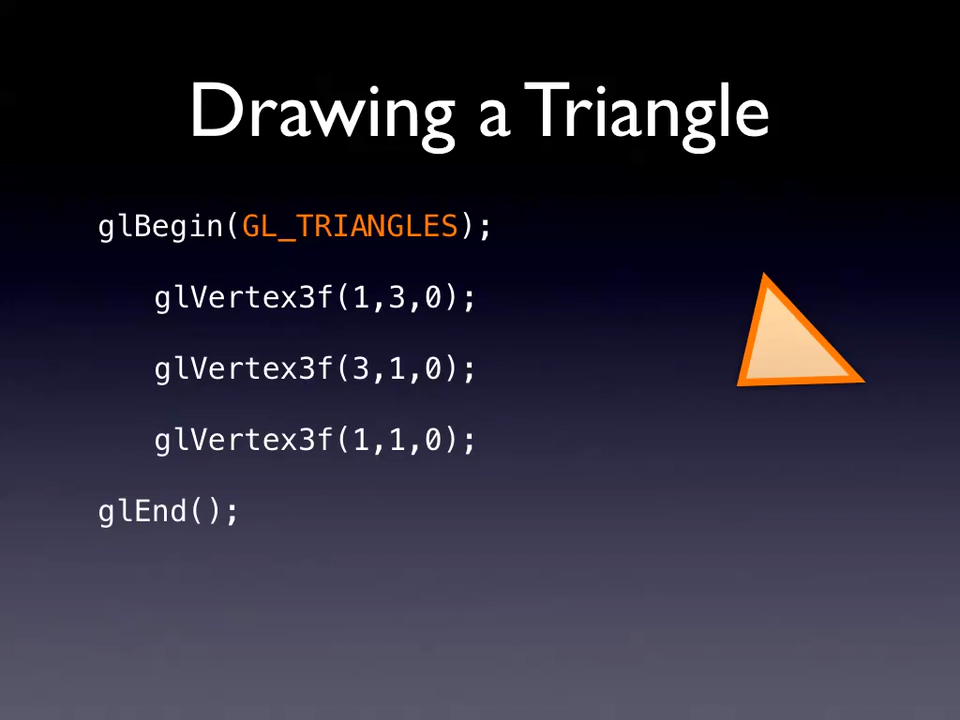 Drawing a Triangle
glBegin(GL_TRIANGLES);
glVertex3f(1,3,0);
glVertex3f(3,1,0);
glVertex3f(1,1,0);
glEnd();